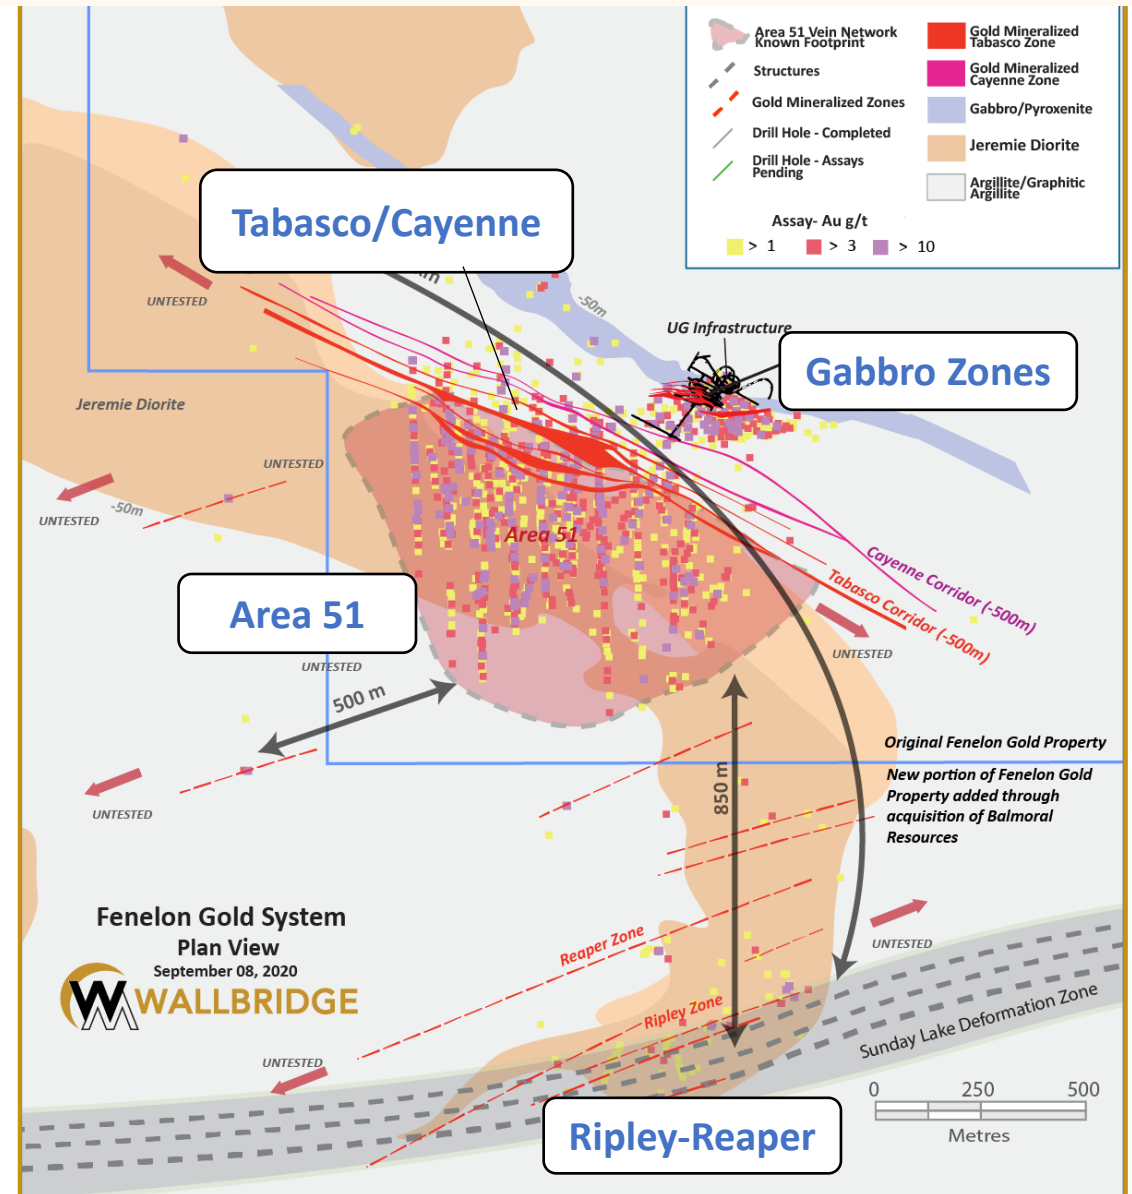 Area 51 Vein Network
Known Footprint
Structures
Gold Mineralized Zones
Drill Hole - Completed
Drill Hole - Assays
Pending
Gold Mineralized
Tabasco Zone
Gold Mineralized
Cayenne Zone
Gabbro/Pyroxenite
Jeremie Diorite
Argillite/Graphitic
Argillite
Assay- Au g/t
> 1
> 3
> 10
Tabasco/Cayenne
UNTESTED
-50m
UG Infrastructure
Gabbro Zones
Jeremie Diorite
UNTESTED
UNTESTED
-50m
Area 51
Cayenne Corridor (-500m)
Tabasco Corridor (-500m)
Area 51
UNTESTED
UNTESTED
500 m
Original Fenelon Gold Property
New portion of Fenelon Gold
Property added through
acquisition of Balmoral
Resources
850 m
UNTESTED
Fenelon Gold System
Plan View
September 08, 2020
WALLBRIDGE
Reaper Zone
UNTESTED
Ripley Zone
Sunday Lake Deformation Zone
UNTESTED
0 250 500
Metres
Ripley-Reaper